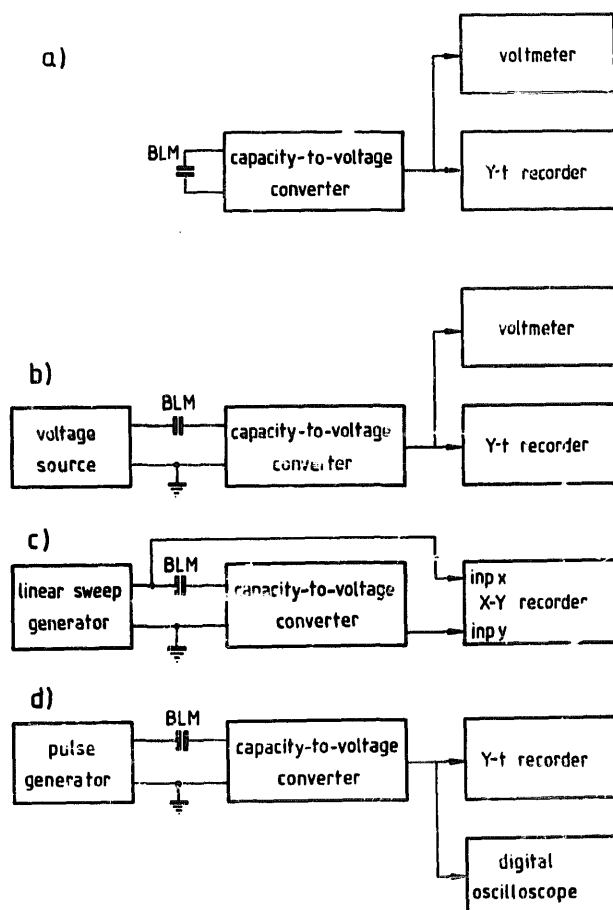 a)
voltmeter
BLM
capacity-to-voltage
converter
Y-t recorder
b)
voltmeter
BLM
voltage
source
capacity-to-voltage
converter
Y-t recorder
c)
BLM
linear sweep
generator
capacity-to-voltage
converter
inp x
X-Y recorder
inp y
d)
BLM
pulse
generator
capacity-to-voltage
converter
Y-t recorder
digital
oscilloscope